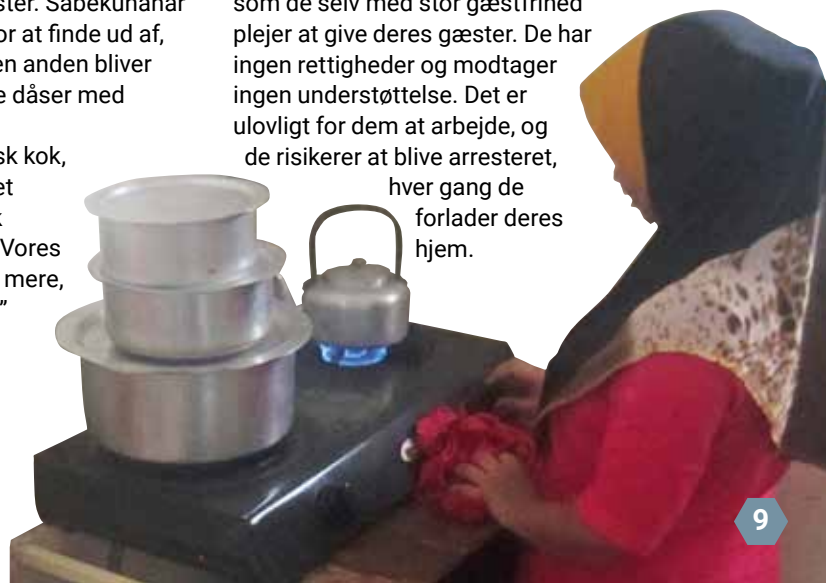 ster. Sabekunahar
or at finde ud af,
en anden bliver
e dåser med
sk kok,
et
k
Vores
mere,
”
som de selv med stor gæstfrihed
plejer at give deres gæster. De har
ingen rettigheder og modtager
ingen understøttelse. Det er
ulovligt for dem at arbejde, og
de risikerer at blive arresteret,
hver gang de
forlader deres
hjem.
9